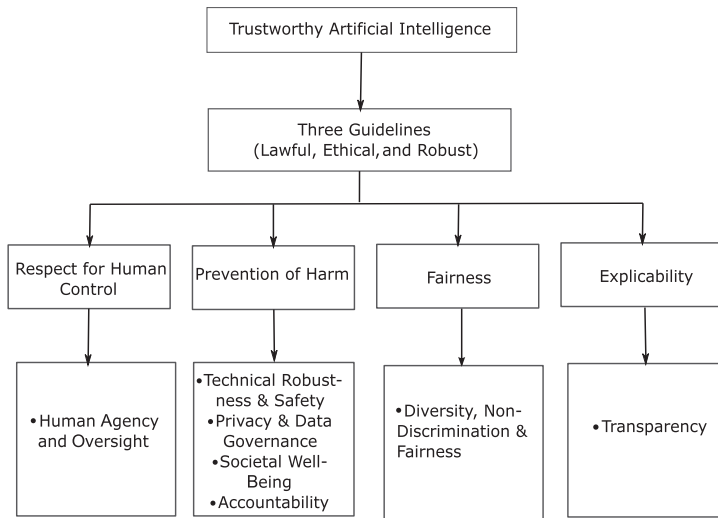 Trustworthy Artificial Intelligence
Three Guidelines
(Lawful, Ethical, and Robust)
Respect for Human
Control
Prevention of Harm
Fairness
Explicability
•Human Agency
and Oversight
•Technical Robust-
ness & Safety
•Privacy & Data
Governance
•Societal Well-
Being
•Accountability
•Diversity, Non-
Discrimination &
Fairness
•Transparency